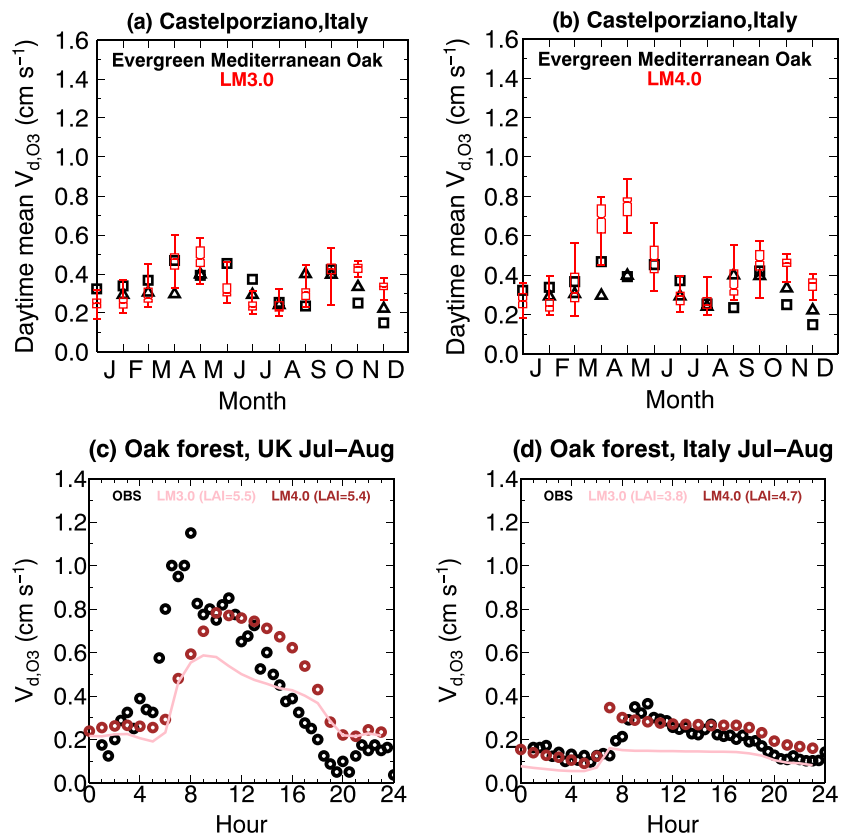 (a) Castelporziano,Italy
Evergreen Mediterranean Oak
LM3.0
Daytime mean Vd,O3 (cm s−1)
1.6
1.4
1.2
1.0
0.8
0.6
0.4
0.2
0.0
J F M A M J J A S O N D
Month
(b) Castelporziano,Italy
Evergreen Mediterranean Oak
LM4.0
Daytime mean Vd,O3 (cm s−1)
1.6
1.4
1.2
1.0
0.8
0.6
0.4
0.2
0.0
J F M A M J J A S O N D
Month
(c) Oak forest, UK Jul−Aug
OBS LM3.0 (LAI=5.5) LM4.0 (LAI=5.4)
Vd,O3 (cm s−1)
1.4
1.2
1.0
0.8
0.6
0.4
0.2
0.0
0 4 8 12 16 20 24
Hour
(d) Oak forest, Italy Jul−Aug
OBS LM3.0 (LAI=3.8) LM4.0 (LAI=4.7)
Vd,O3 (cm s−1)
1.4
1.2
1.0
0.8
0.6
0.4
0.2
0.0
0 4 8 12 16 20 24
Hour